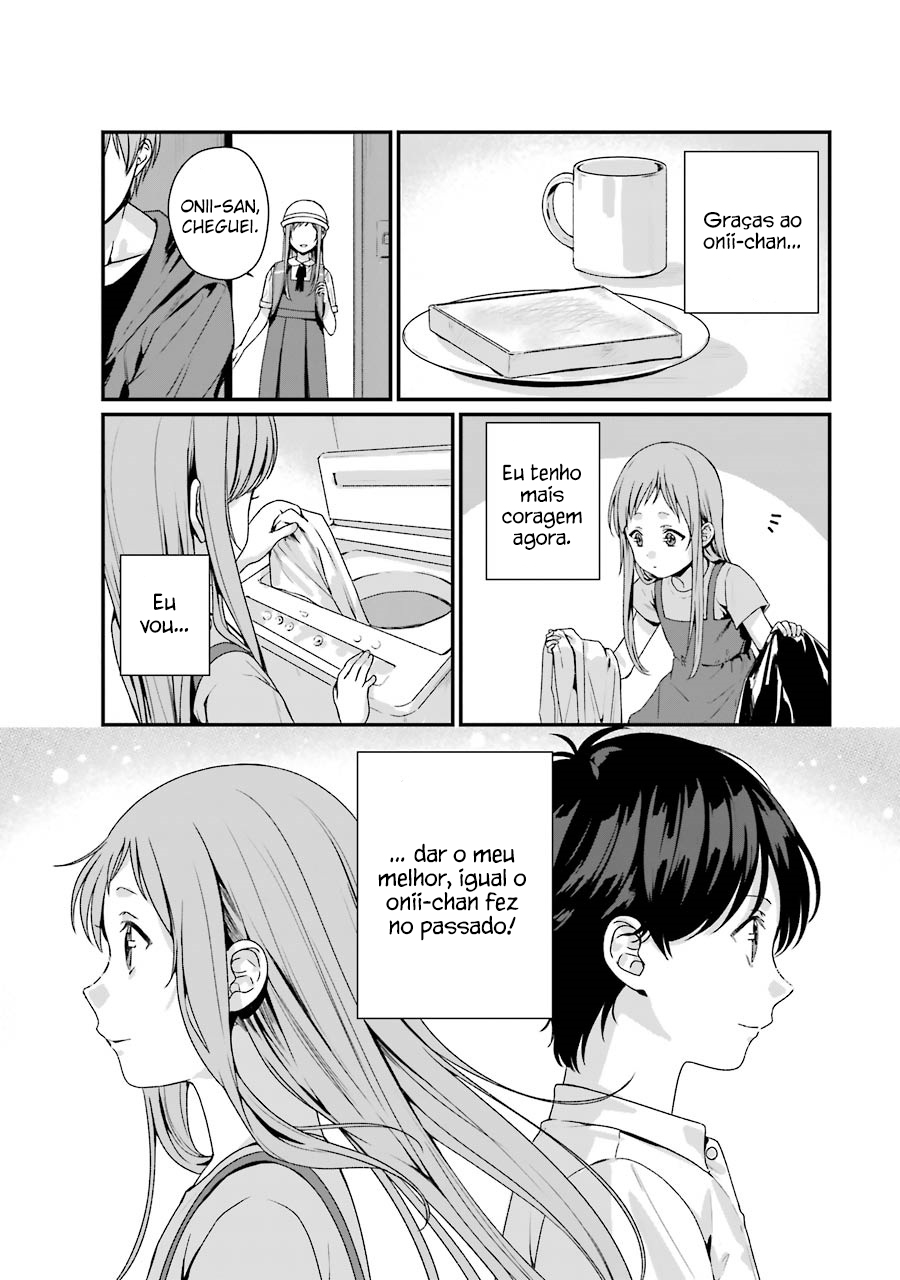 Graças ao
onii-chan...
ONII-SAN,
CHEGUEI.
Eu tenho
mais
coragem
agora.
Eu
vou...
... dar o meu
melhor, igual o
onii-chan fez
no passado!